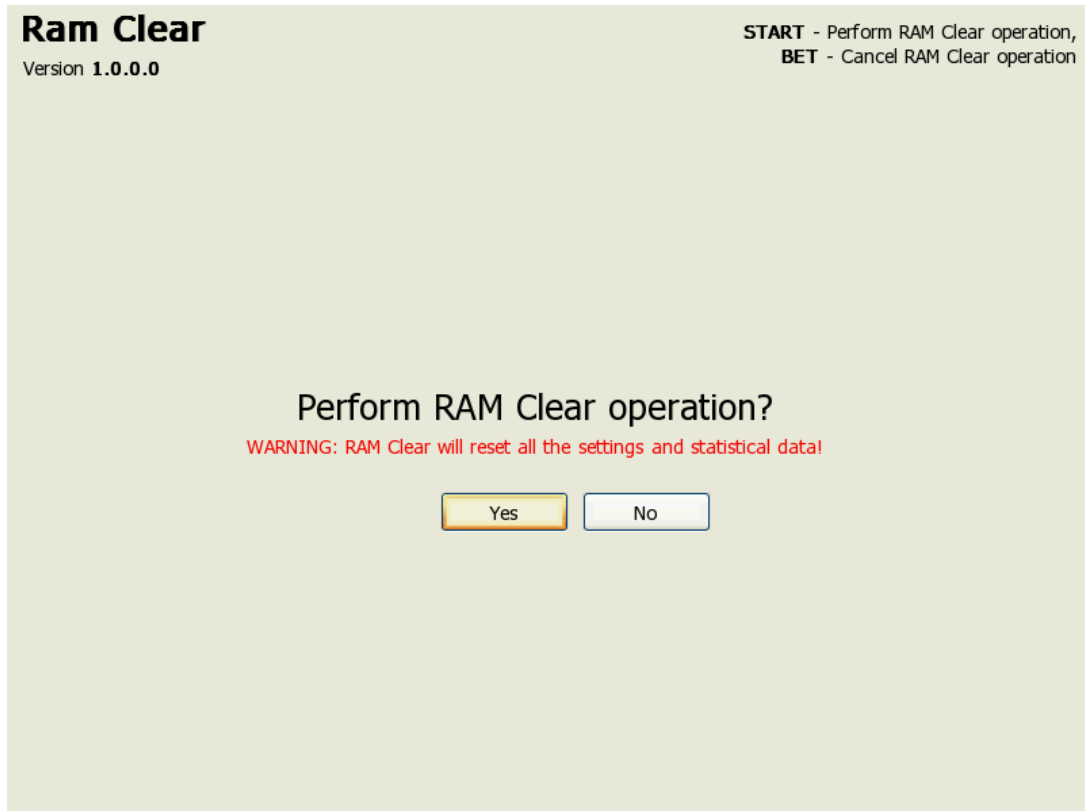 Ram Clear
Version 1.0.0.0
START - Perform RAM Clear operation,
BET - Cancel RAM Clear operation
Perform RAM Clear operation?
WARNING: RAM Clear will reset all the settings and statistical data!
Yes
No